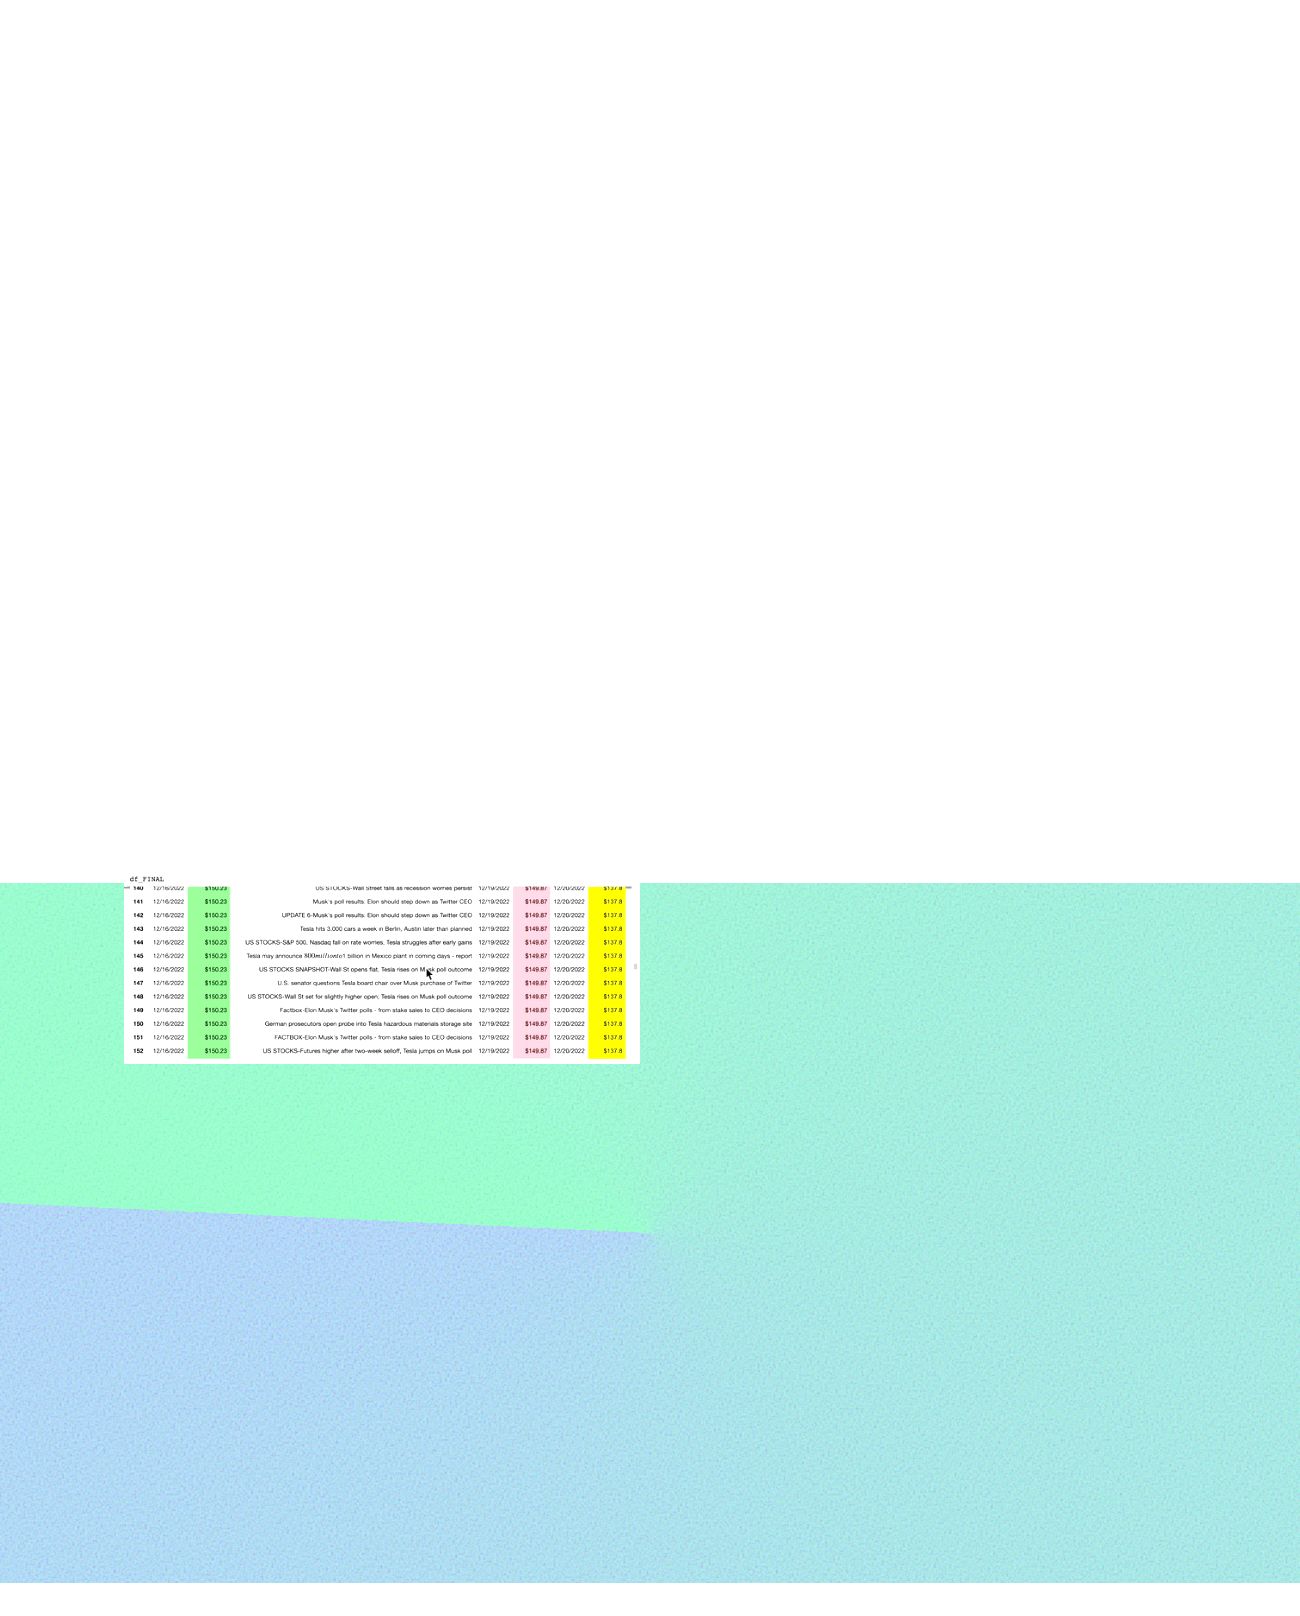 df_FINAL
140 12/16/2022 $150.23 US STOCKS-Wall Street falls as recession worries persist 12/19/2022 $149.87 12/20/2022 $137.8
141 12/16/2022 $150.23 Musk's poll results: Elon should step down as Twitter CEO 12/19/2022 $149.87 12/20/2022 $137.8
142 12/16/2022 $150.23 UPDATE 6-Musk's poll results: Elon should step down as Twitter CEO 12/19/2022 $149.87 12/20/2022 $137.8
143 12/16/2022 $150.23 Tesla hits 3,000 cars a week in Berlin, Austin later than planned 12/19/2022 $149.87 12/20/2022 $137.8
144 12/16/2022 $150.23 US STOCKS-S&P 500, Nasdaq fall on rate worries, Tesla struggles after early gains 12/19/2022 $149.87 12/20/2022 $137.8
145 12/16/2022 $150.23 Tesla may announce 800millionto1 billion in Mexico plant in coming days - report 12/19/2022 $149.87 12/20/2022 $137.8
146 12/16/2022 $150.23 US STOCKS SNAPSHOT-Wall St opens flat, Tesla rises on Musk poll outcome 12/19/2022 $149.87 12/20/2022 $137.8
147 12/16/2022 $150.23 U.S. senator questions Tesla board chair over Musk purchase of Twitter 12/19/2022 $149.87 12/20/2022 $137.8
148 12/16/2022 $150.23 US STOCKS-Wall St set for slightly higher open; Tesla rises on Musk poll outcome 12/19/2022 $149.87 12/20/2022 $137.8
149 12/16/2022 $150.23 Factbox-Elon Musk's Twitter polls - from stake sales to CEO decisions 12/19/2022 $149.87 12/20/2022 $137.8
150 12/16/2022 $150.23 German prosecutors open probe into Tesla hazardous materials storage site 12/19/2022 $149.87 12/20/2022 $137.8
151 12/16/2022 $150.23 FACTBOX-Elon Musk's Twitter polls - from stake sales to CEO decisions 12/19/2022 $149.87 12/20/2022 $137.8
152 12/16/2022 $150.23 US STOCKS-Futures higher after two-week selloff, Tesla jumps on Musk poll 12/19/2022 $149.87 12/20/2022 $137.8